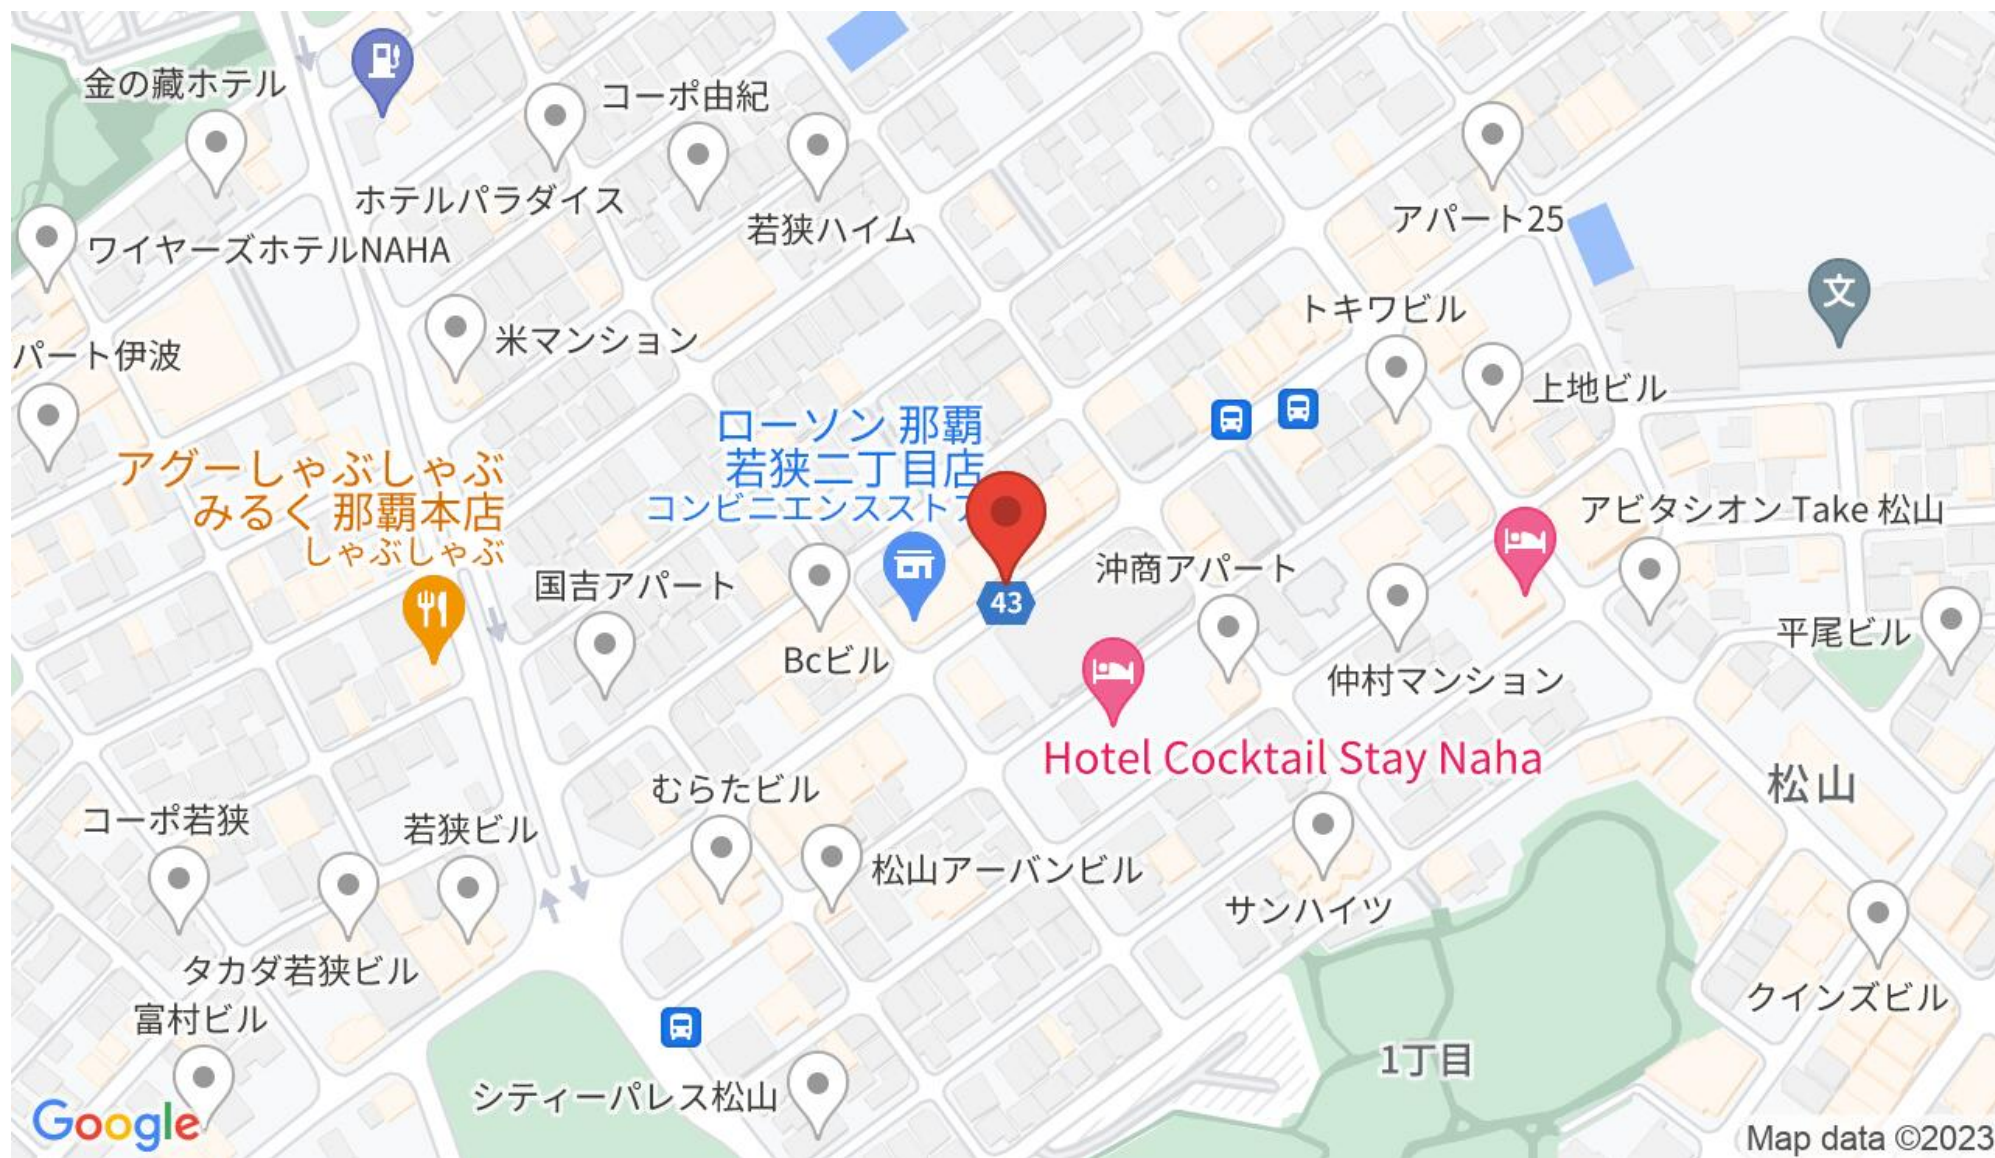 金の藏ホテル
コーポ由紀
ホテルパラダイス
若狭ハイム
アパート25
ワイヤーズホテルNAHA
文
トキワビル
米マンション
パート伊波
上地ビル
ローソン 那覇
若狭二丁目店
コンビニエンススト
アグーしゃぶしゃぶ
みるく 那覇本店
しゃぶしゃぶ
アビタシオン Take 松山
沖商アパート
国吉アパート
43
平尾ビル
Bcビル
仲村マンション
Hotel Cocktail Stay Naha
松山
むらたビル
コーポ若狭
若狭ビル
松山アーバンビル
サンハイツ
タカダ若狭ビル
クインズビル
富村ビル
1丁目
シティーパレス松山
Google
Map data ©2023